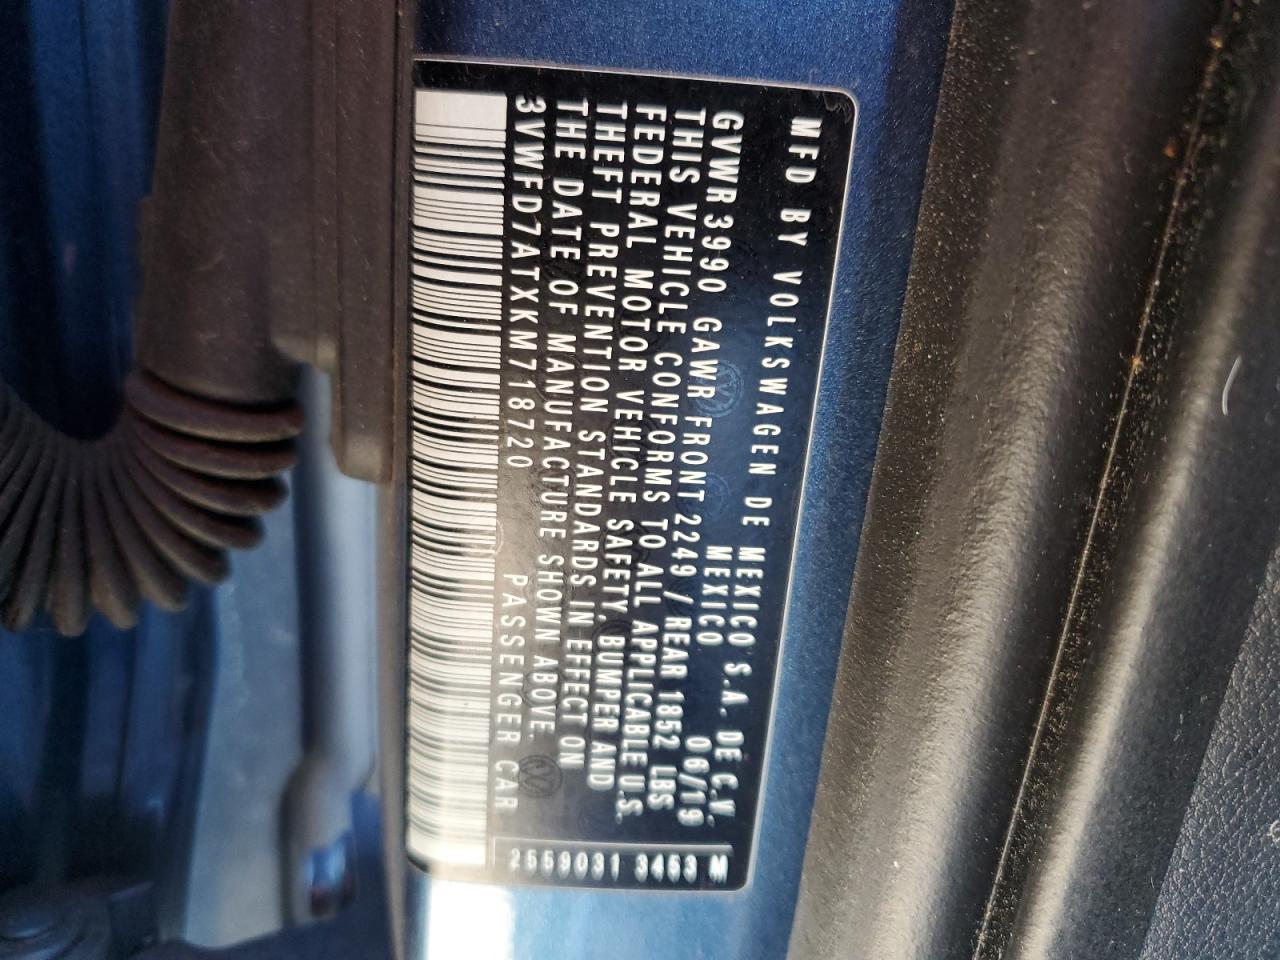 MFD BY VOLKSWAGEN DE MEXICO S.A. DE C.V.
MEXICO 06/19
GVWR 3990 GAWR FRONT 2249 / REAR 1852 LBS
THIS VEHICLE CONFORMS TO ALL APPLICABLE U.S.
FEDERAL MOTOR VEHICLE SAFETY, BUMPER AND
THEFT PREVENTION STANDARDS IN EFFECT ON
THE DATE OF MANUFACTURE SHOWN ABOVE.
3VWFD7ATXKM718720 PASSENGER CAR
2559031 3453 M